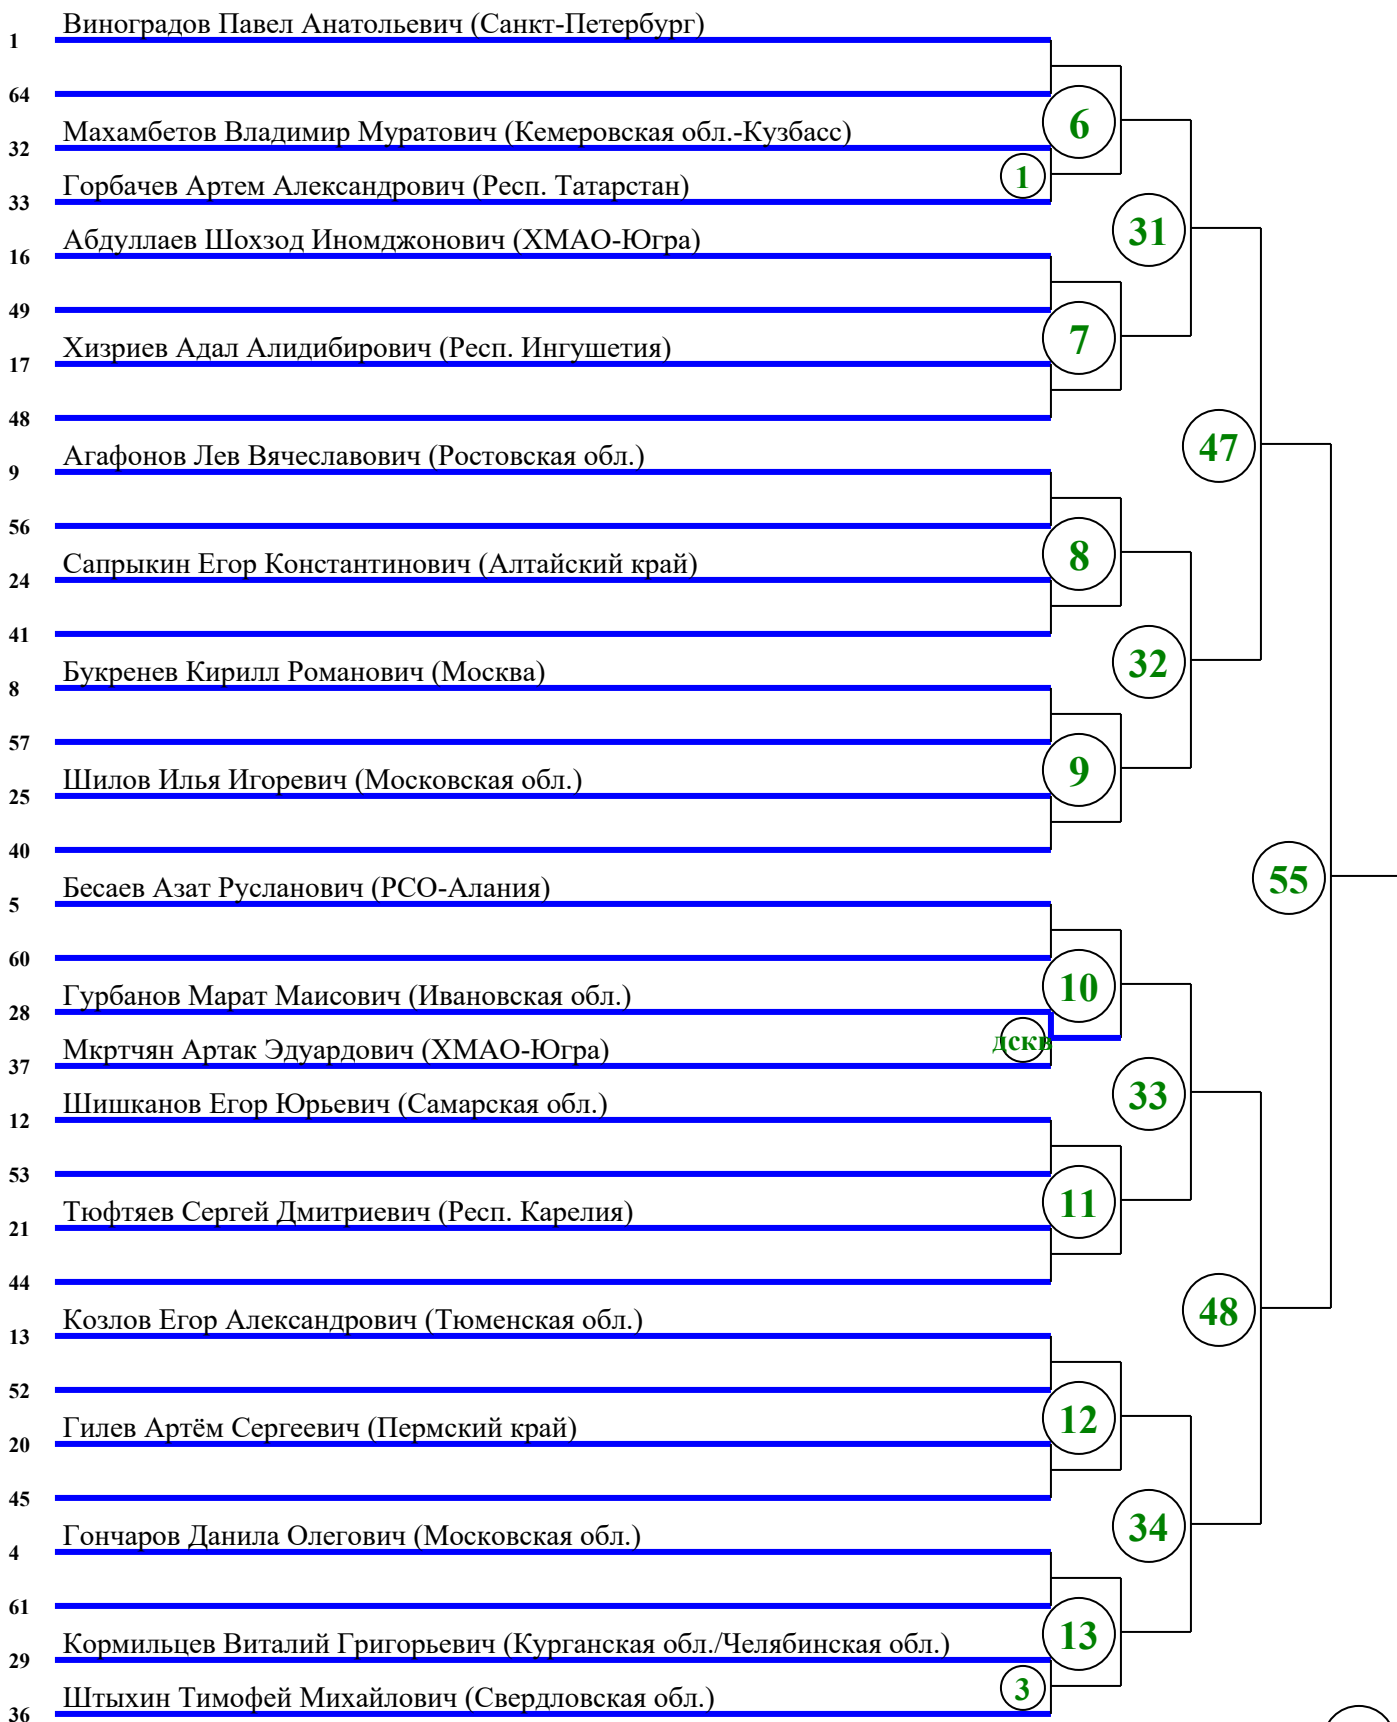 1 Виноградов Павел Анатольевич (Санкт-Петербург)
64
6
32 Махамбетов Владимир Муратович (Кемеровская обл.-Кузбасс)
1
33 Горбачев Артем Александрович (Респ. Татарстан)
31
16 Абдуллаев Шохзод Иномджонович (ХМАО-Югра)
49
7
17 Хизриев Адал Алидибирович (Респ. Ингушетия)
48
47
9 Агафонов Лев Вячеславович (Ростовская обл.)
56
8
24 Сапрыкин Егор Константинович (Алтайский край)
41
32
8 Букренев Кирилл Романович (Москва)
57
9
25 Шилов Илья Игоревич (Московская обл.)
40
55
5 Бесаев Азат Русланович (РСО-Алания)
60
10
28 Гурбанов Марат Маисович (Ивановская обл.)
дскв
37 Мкртчян Артак Эдуардович (ХМАО-Югра)
33
12 Шишканов Егор Юрьевич (Самарская обл.)
53
11
21 Тюфтяев Сергей Дмитриевич (Респ. Карелия)
44
48
13 Козлов Егор Александрович (Тюменская обл.)
52
12
20 Гилев Артём Сергеевич (Пермский край)
45
34
4 Гончаров Данила Олегович (Московская обл.)
61
13
29 Кормильцев Виталий Григорьевич (Курганская обл./Челябинская обл.)
3
36 Штыхин Тимофей Михайлович (Свердловская обл.)